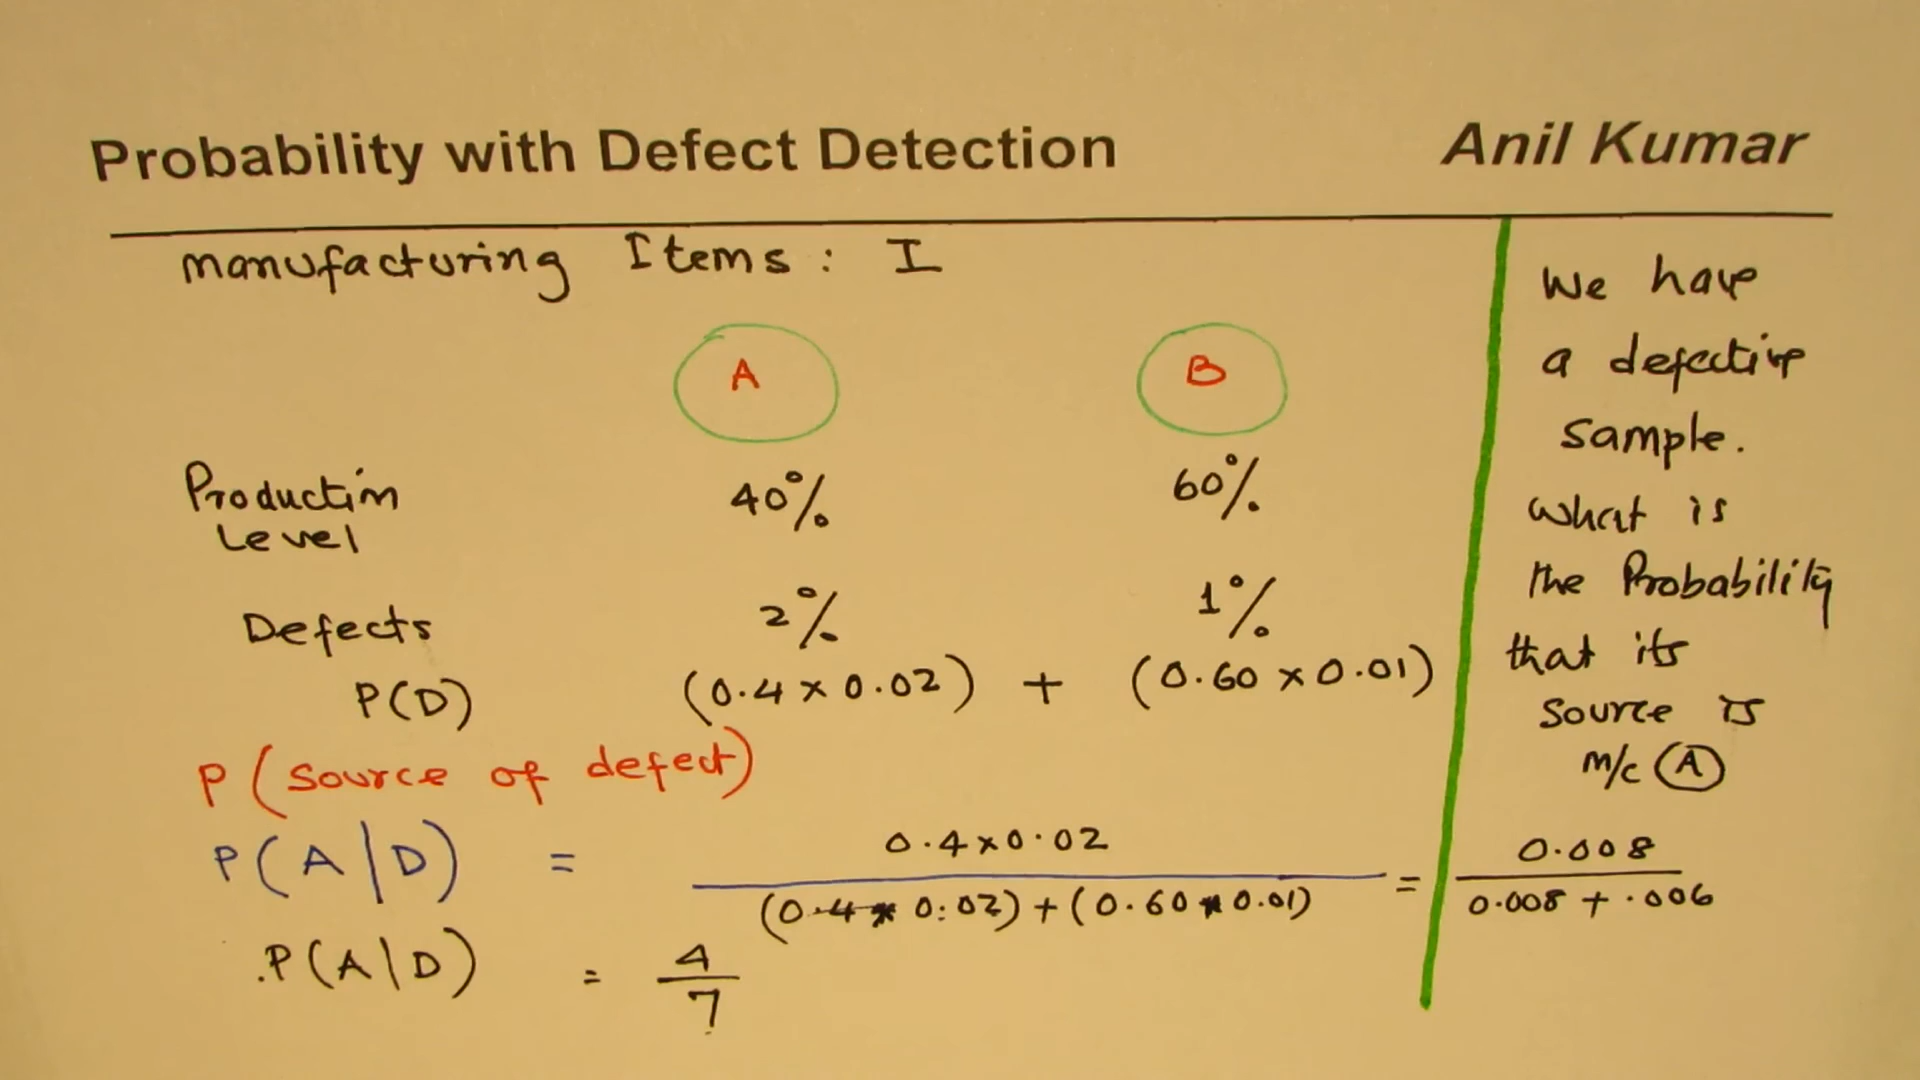 Probability with Defect Detection Anil Kumar
manufacturing Items : I
A B
Production Level 40% 60%
Defects 2% 1%
P(D) (0.4 x 0.02) + (0.60 x 0.01)
P (source of defect)
P(A|D) = 0.4x0.02 / (0.4 x 0.02) + (0.60 x 0.01) = 0.008 / 0.008 + .006
.P(A|D) = 4/7
We have
a defective
sample.
what is
the Probability
that its
source is
m/c A